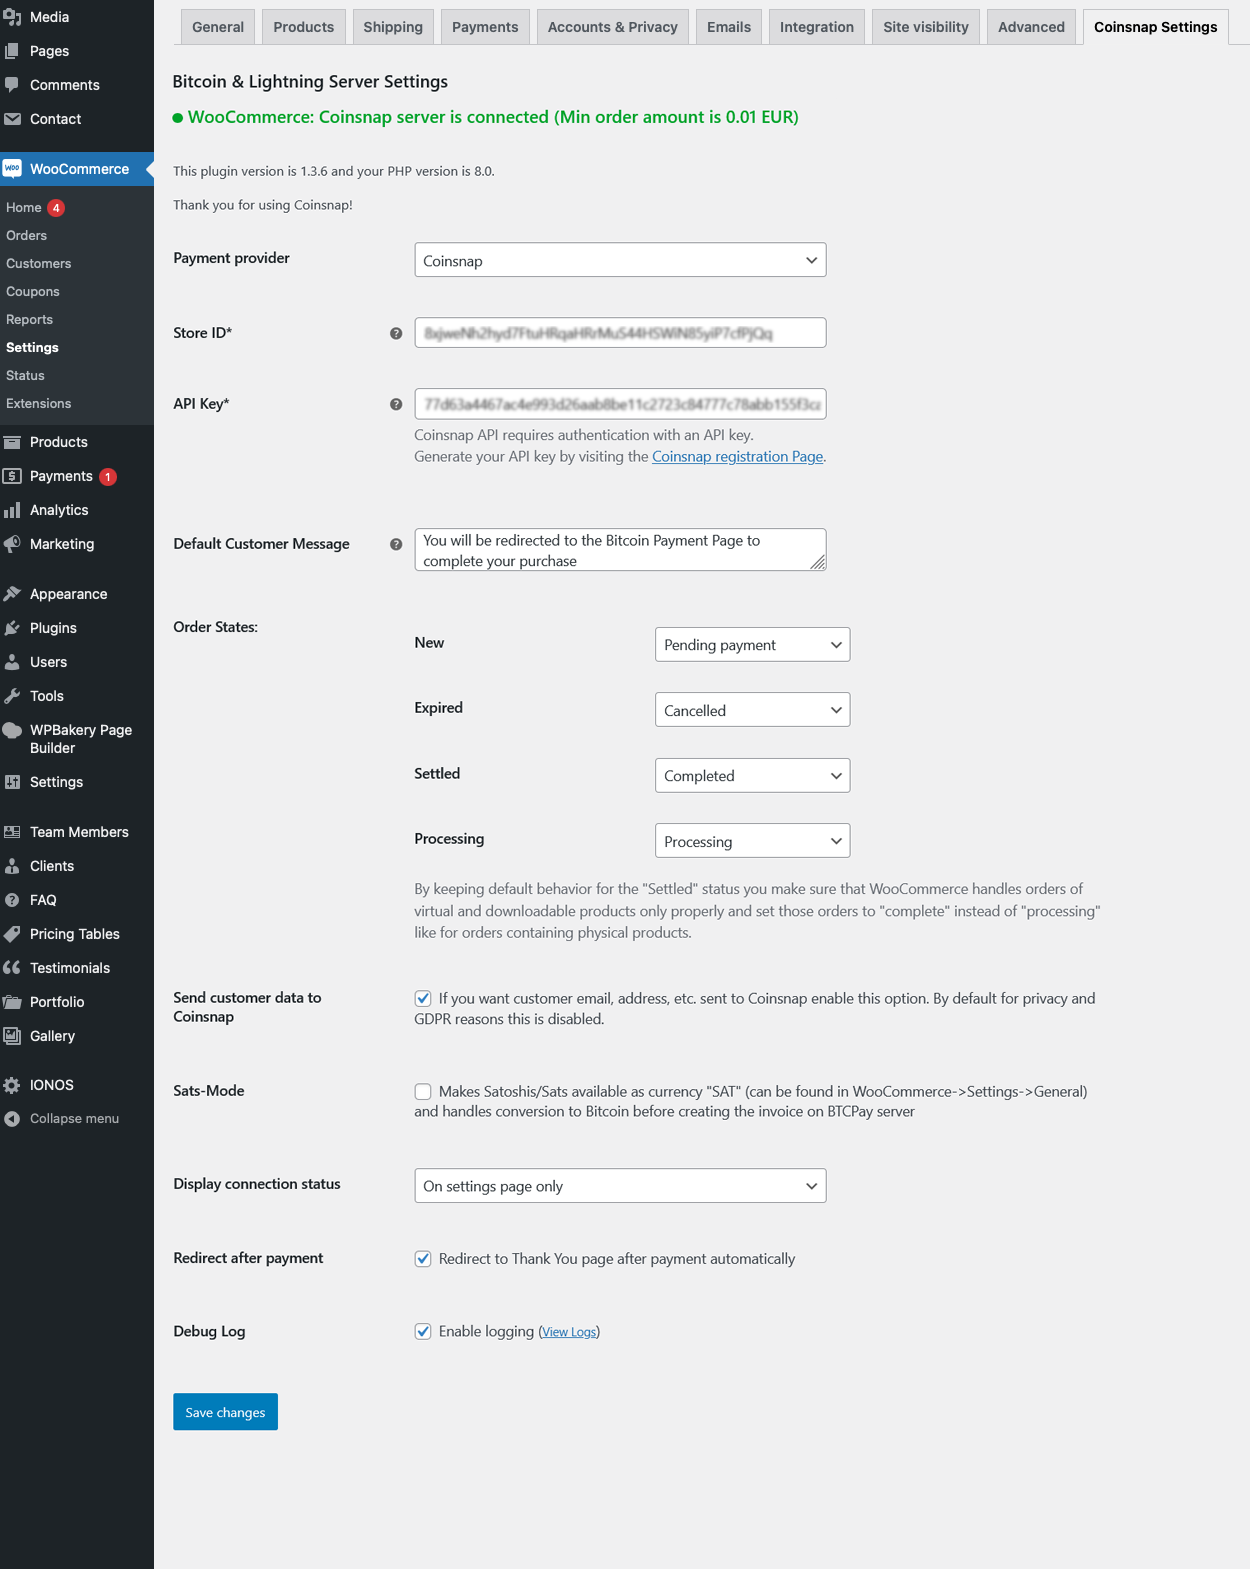 Media
Pages
Comments
Contact
WooCommerce
Home 4
Orders
Customers
Coupons
Reports
Settings
Status
Extensions
Products
Payments 1
Analytics
Marketing
Appearance
Plugins
Users
Tools
WPBakery Page
Builder
Settings
Team Members
Clients
FAQ
Pricing Tables
Testimonials
Portfolio
Gallery
IONOS
Collapse menu
General Products Shipping Payments Accounts & Privacy Emails Integration Site visibility Advanced Coinsnap Settings
Bitcoin & Lightning Server Settings
WooCommerce: Coinsnap server is connected (Min order amount is 0.01 EUR)
This plugin version is 1.3.6 and your PHP version is 8.0.
Thank you for using Coinsnap!
Payment provider Coinsnap
Store ID*
API Key*
Coinsnap API requires authentication with an API key.
Generate your API key by visiting the Coinsnap registration Page.
Default Customer Message
You will be redirected to the Bitcoin Payment Page to
complete your purchase
Order States:
New Pending payment
Expired Cancelled
Settled Completed
Processing Processing
By keeping default behavior for the "Settled" status you make sure that WooCommerce handles orders of
virtual and downloadable products only properly and set those orders to "complete" instead of "processing"
like for orders containing physical products.
Send customer data to
Coinsnap
If you want customer email, address, etc. sent to Coinsnap enable this option. By default for privacy and
GDPR reasons this is disabled.
Sats-Mode
Makes Satoshis/Sats available as currency "SAT" (can be found in WooCommerce->Settings->General)
and handles conversion to Bitcoin before creating the invoice on BTCPay server
Display connection status On settings page only
Redirect after payment Redirect to Thank You page after payment automatically
Debug Log Enable logging (View Logs)
Save changes